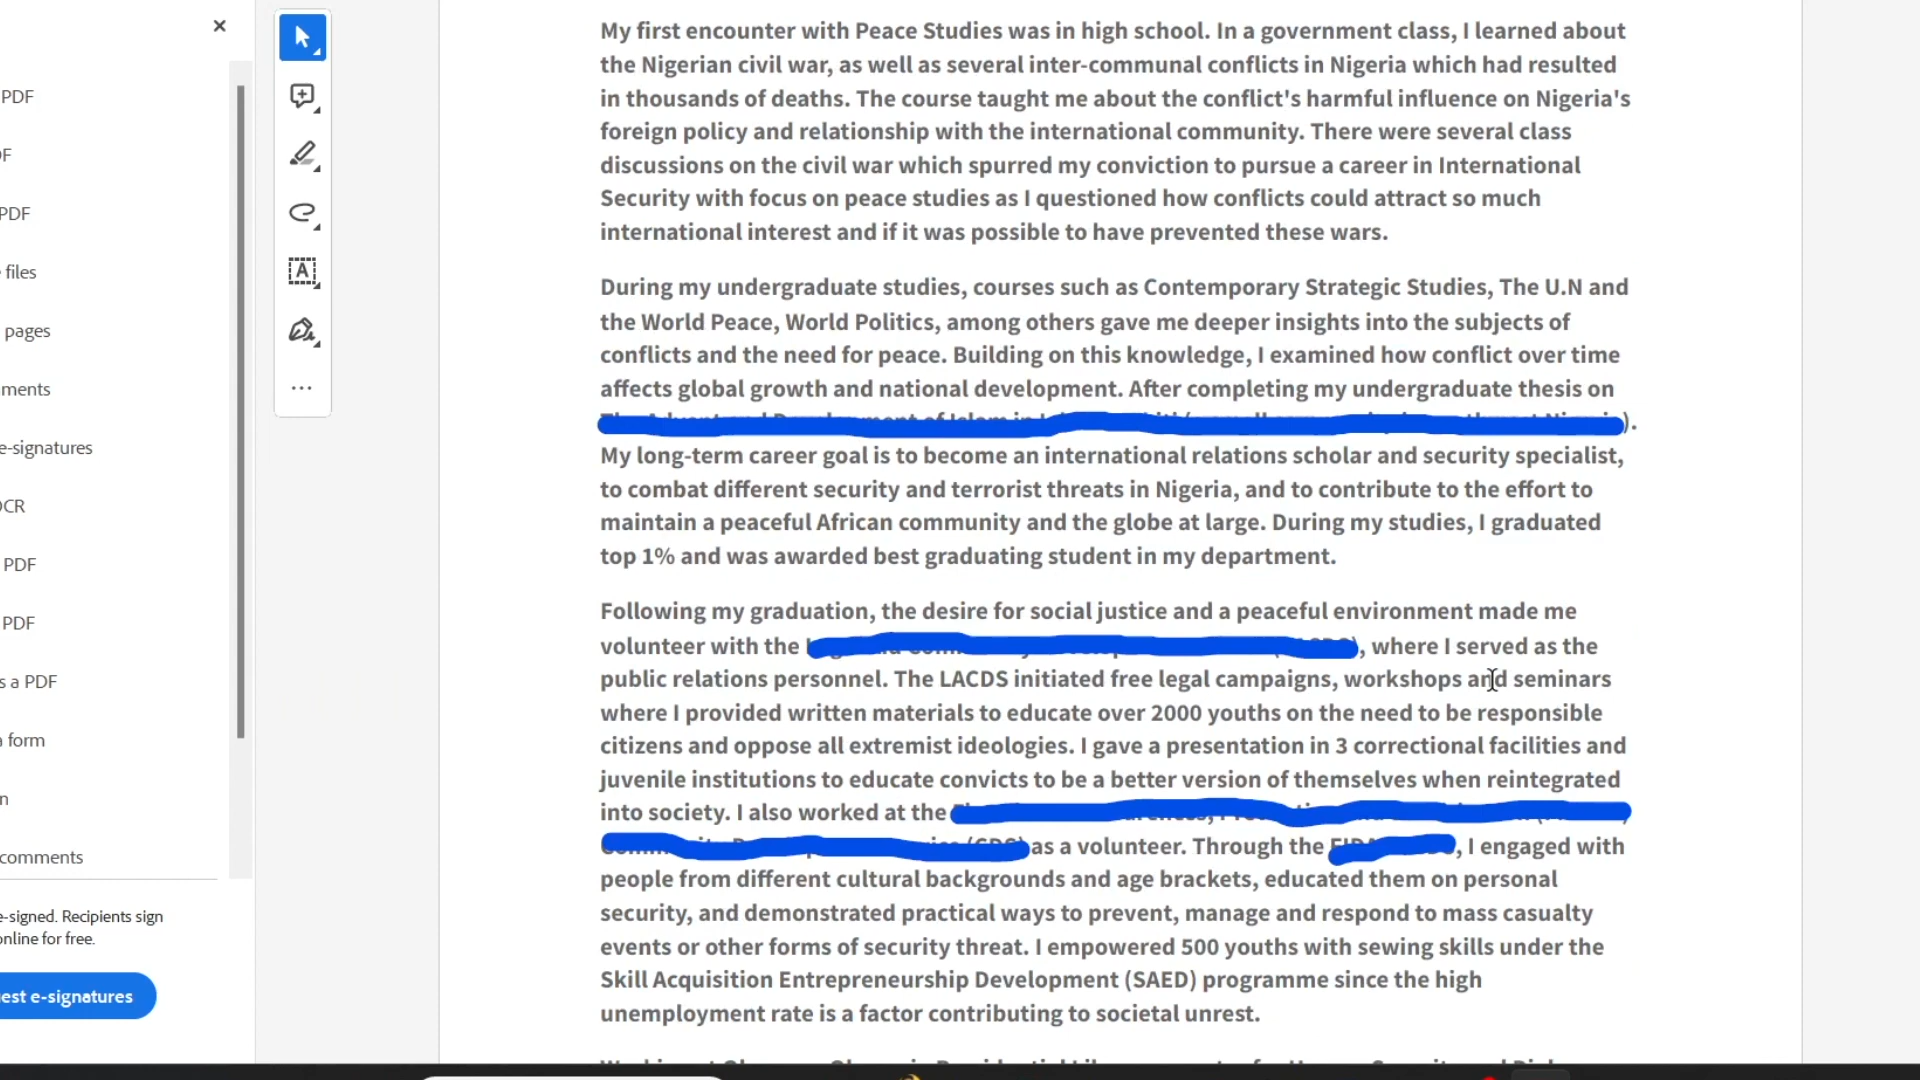 PDF
PDF
files
pages
e-signatures
PDF
PDF
s a PDF
form
comments
e-signed. Recipients sign
online for free.
e-signatures
My first encounter with Peace Studies was in high school. In a government class, I learned about
the Nigerian civil war, as well as several inter-communal conflicts in Nigeria which had resulted
in thousands of deaths. The course taught me about the conflict's harmful influence on Nigeria's
foreign policy and relationship with the international community. There were several class
discussions on the civil war which spurred my conviction to pursue a career in International
Security with focus on peace studies as I questioned how conflicts could attract so much
international interest and if it was possible to have prevented these wars.
During my undergraduate studies, courses such as Contemporary Strategic Studies, The U.N and
the World Peace, World Politics, among others gave me deeper insights into the subjects of
conflicts and the need for peace. Building on this knowledge, I examined how conflict over time
affects global growth and national development. After completing my undergraduate thesis on
).
My long-term career goal is to become an international relations scholar and security specialist,
to combat different security and terrorist threats in Nigeria, and to contribute to the effort to
maintain a peaceful African community and the globe at large. During my studies, I graduated
top 1% and was awarded best graduating student in my department.
Following my graduation, the desire for social justice and a peaceful environment made me
volunteer with the , where I served as the
public relations personnel. The LACDS initiated free legal campaigns, workshops and seminars
where I provided written materials to educate over 2000 youths on the need to be responsible
citizens and oppose all extremist ideologies. I gave a presentation in 3 correctional facilities and
juvenile institutions to educate convicts to be a better version of themselves when reintegrated
into society. I also worked at the
as a volunteer. Through the , I engaged with
people from different cultural backgrounds and age brackets, educated them on personal
security, and demonstrated practical ways to prevent, manage and respond to mass casualty
events or other forms of security threat. I empowered 500 youths with sewing skills under the
Skill Acquisition Entrepreneurship Development (SAED) programme since the high
unemployment rate is a factor contributing to societal unrest.